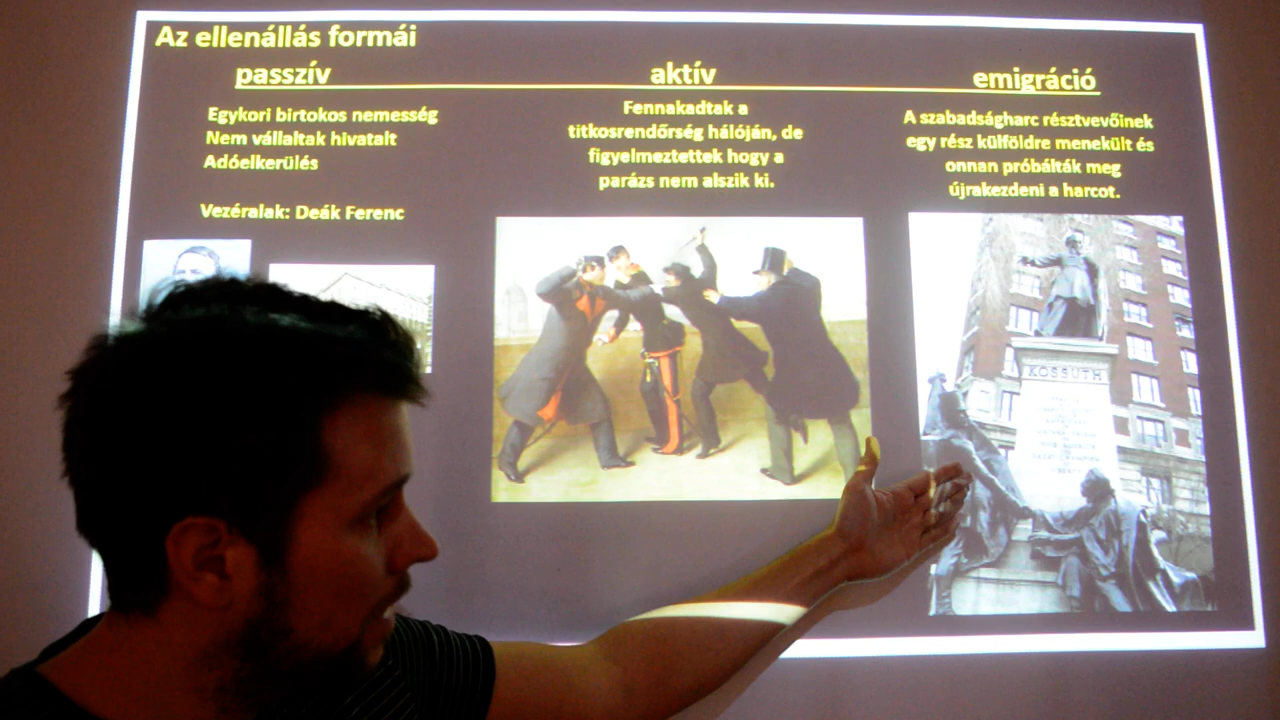 Az ellenállás formái
passzív
Egykori birtokos nemesség
Nem vállaltak hivatalt
Adóelkerülés
Vezéralak: Deák Ferenc
aktív
Fennakadtak a
titkosrendőrség hálóján, de
figyelmeztettek hogy a
parázs nem alszik ki.
emigráció
A szabadságharc résztvevőinek
egy rész külföldre menekült és
onnan próbálták meg
újrakezdeni a harcot.
KOSSUTH